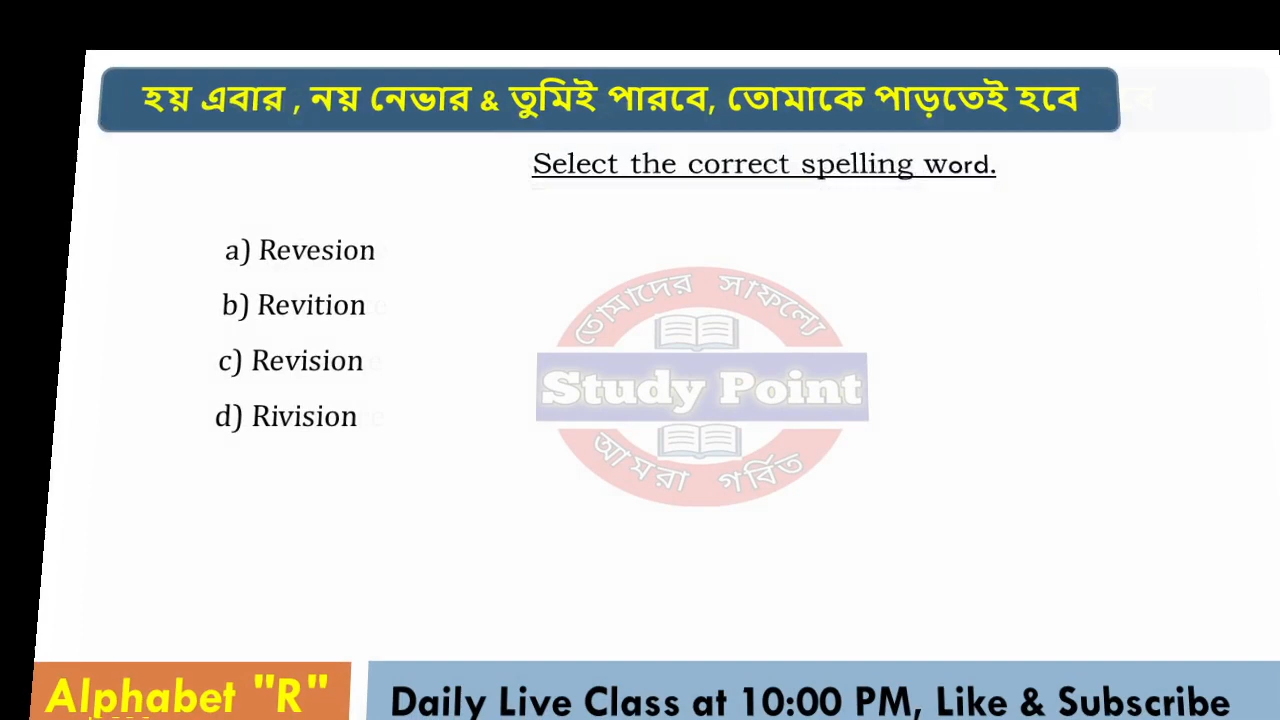 হয় এবার , নয় নেভার & তুমিই পারবে, তোমাকে পাড়তেই হবে
Select the correct spelling word.
a) Revesion
b) Revition
c) Revision
d) Rivision
তোমাদের সাফল্যে
Study Point
আমরা গর্বিত
Alphabet "R"
Daily Live Class at 10:00 PM, Like & Subscribe